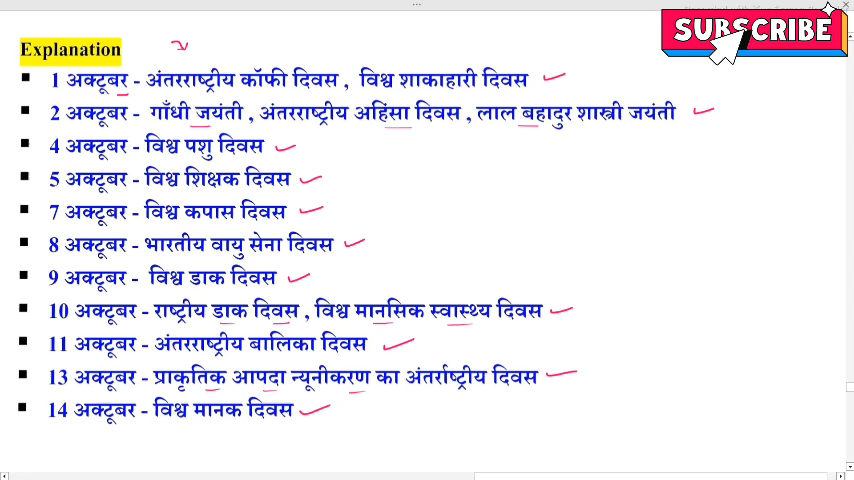 SUBSCRIBE
Explanation
▪ 1 अक्टूबर - अंतरराष्ट्रीय कॉफी दिवस , विश्व शाकाहारी दिवस
▪ 2 अक्टूबर - गाँधी जयंती , अंतरराष्ट्रीय अहिंसा दिवस , लाल बहादुर शास्त्री जयंती
▪ 4 अक्टूबर - विश्व पशु दिवस
▪ 5 अक्टूबर - विश्व शिक्षक दिवस
▪ 7 अक्टूबर - विश्व कपास दिवस
▪ 8 अक्टूबर - भारतीय वायु सेना दिवस
▪ 9 अक्टूबर - विश्व डाक दिवस
▪ 10 अक्टूबर - राष्ट्रीय डाक दिवस , विश्व मानसिक स्वास्थ्य दिवस
▪ 11 अक्टूबर - अंतरराष्ट्रीय बालिका दिवस
▪ 13 अक्टूबर - प्राकृतिक आपदा न्यूनीकरण का अंतर्राष्ट्रीय दिवस
▪ 14 अक्टूबर - विश्व मानक दिवस